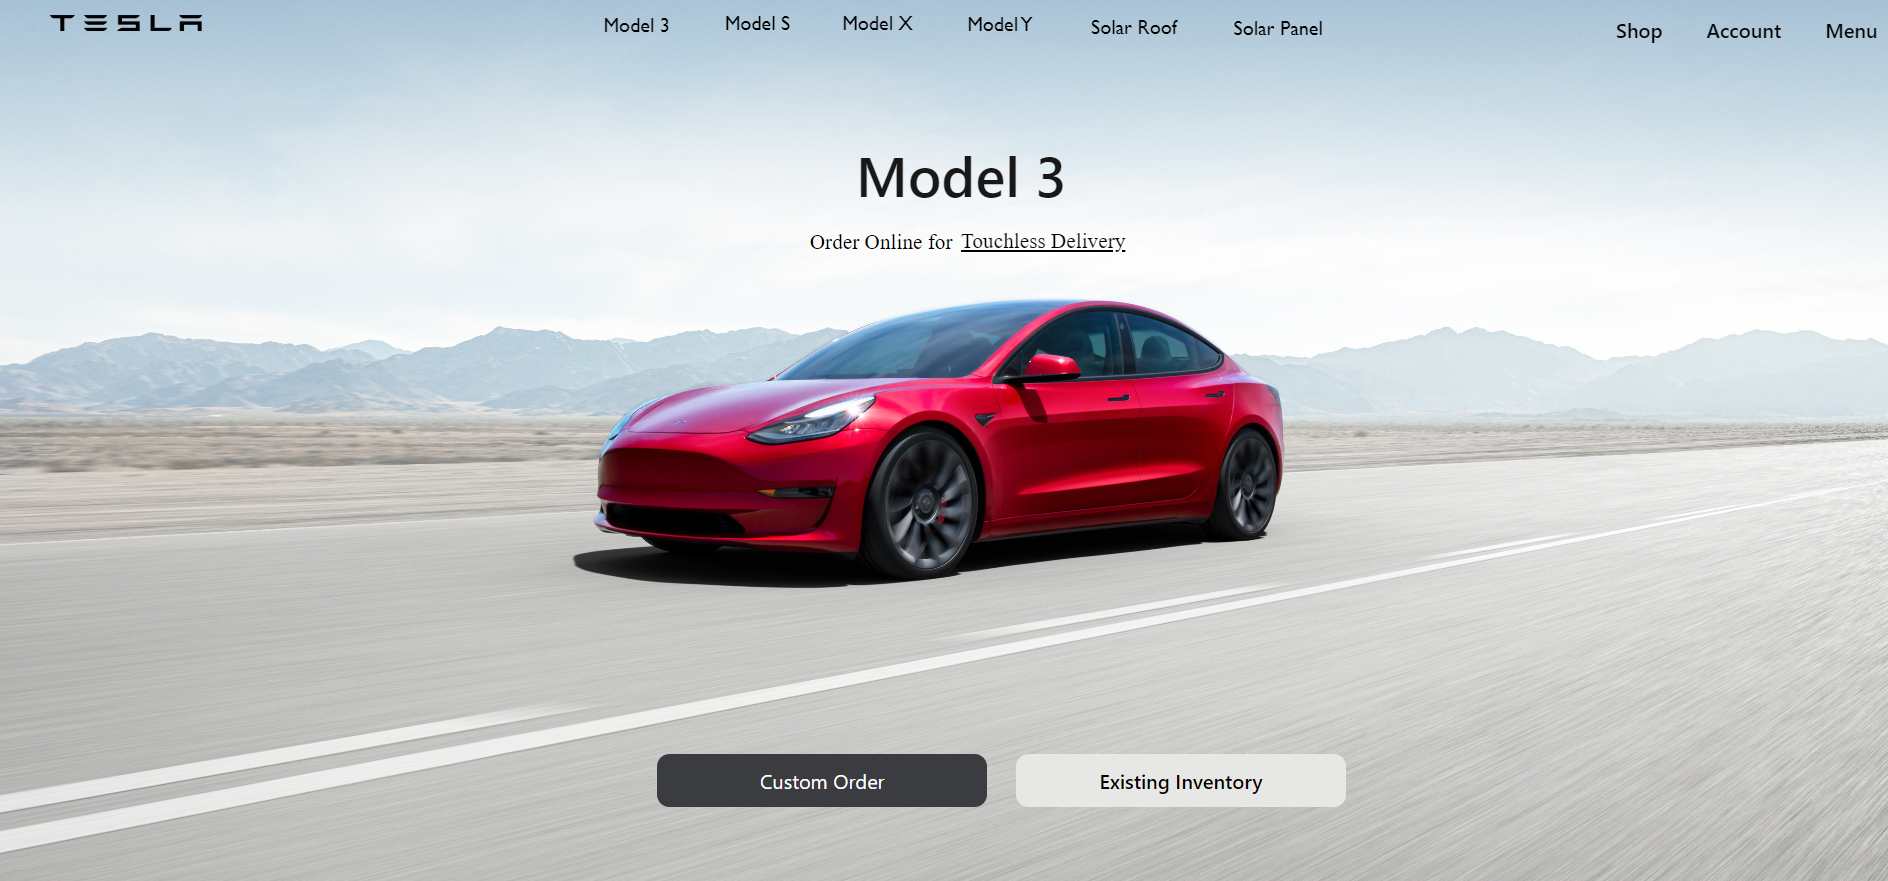 TESLA
Model 3 Model S Model X Model Y Solar Roof Solar Panel
Shop Account Menu
Model 3
Order Online for Touchless Delivery
Custom Order
Existing Inventory